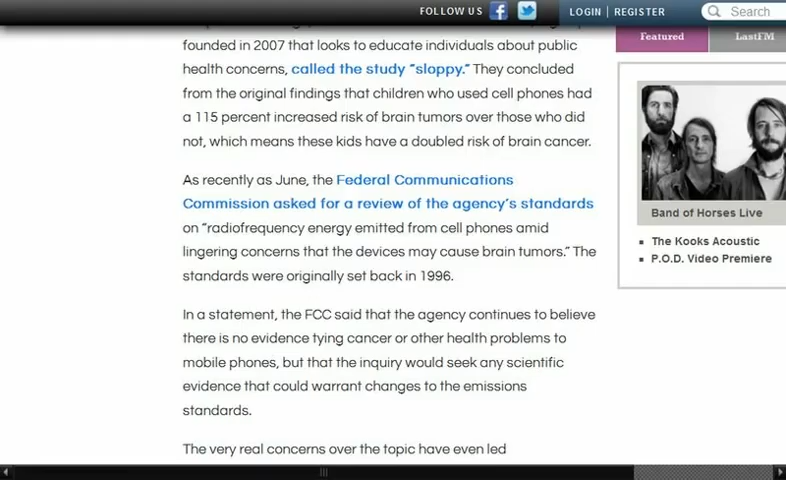 FOLLOW US
LOGIN | REGISTER
Search
founded in 2007 that looks to educate individuals about public
health concerns, called the study “sloppy.” They concluded
from the original findings that children who used cell phones had
a 115 percent increased risk of brain tumors over those who did
not, which means these kids have a doubled risk of brain cancer.
As recently as June, the Federal Communications
Commission asked for a review of the agency’s standards
on “radiofrequency energy emitted from cell phones amid
lingering concerns that the devices may cause brain tumors.” The
standards were originally set back in 1996.
In a statement, the FCC said that the agency continues to believe
there is no evidence tying cancer or other health problems to
mobile phones, but that the inquiry would seek any scientific
evidence that could warrant changes to the emissions
standards.
The very real concerns over the topic have even led
Featured
LastFM
Band of Horses Live
The Kooks Acoustic
P.O.D. Video Premiere